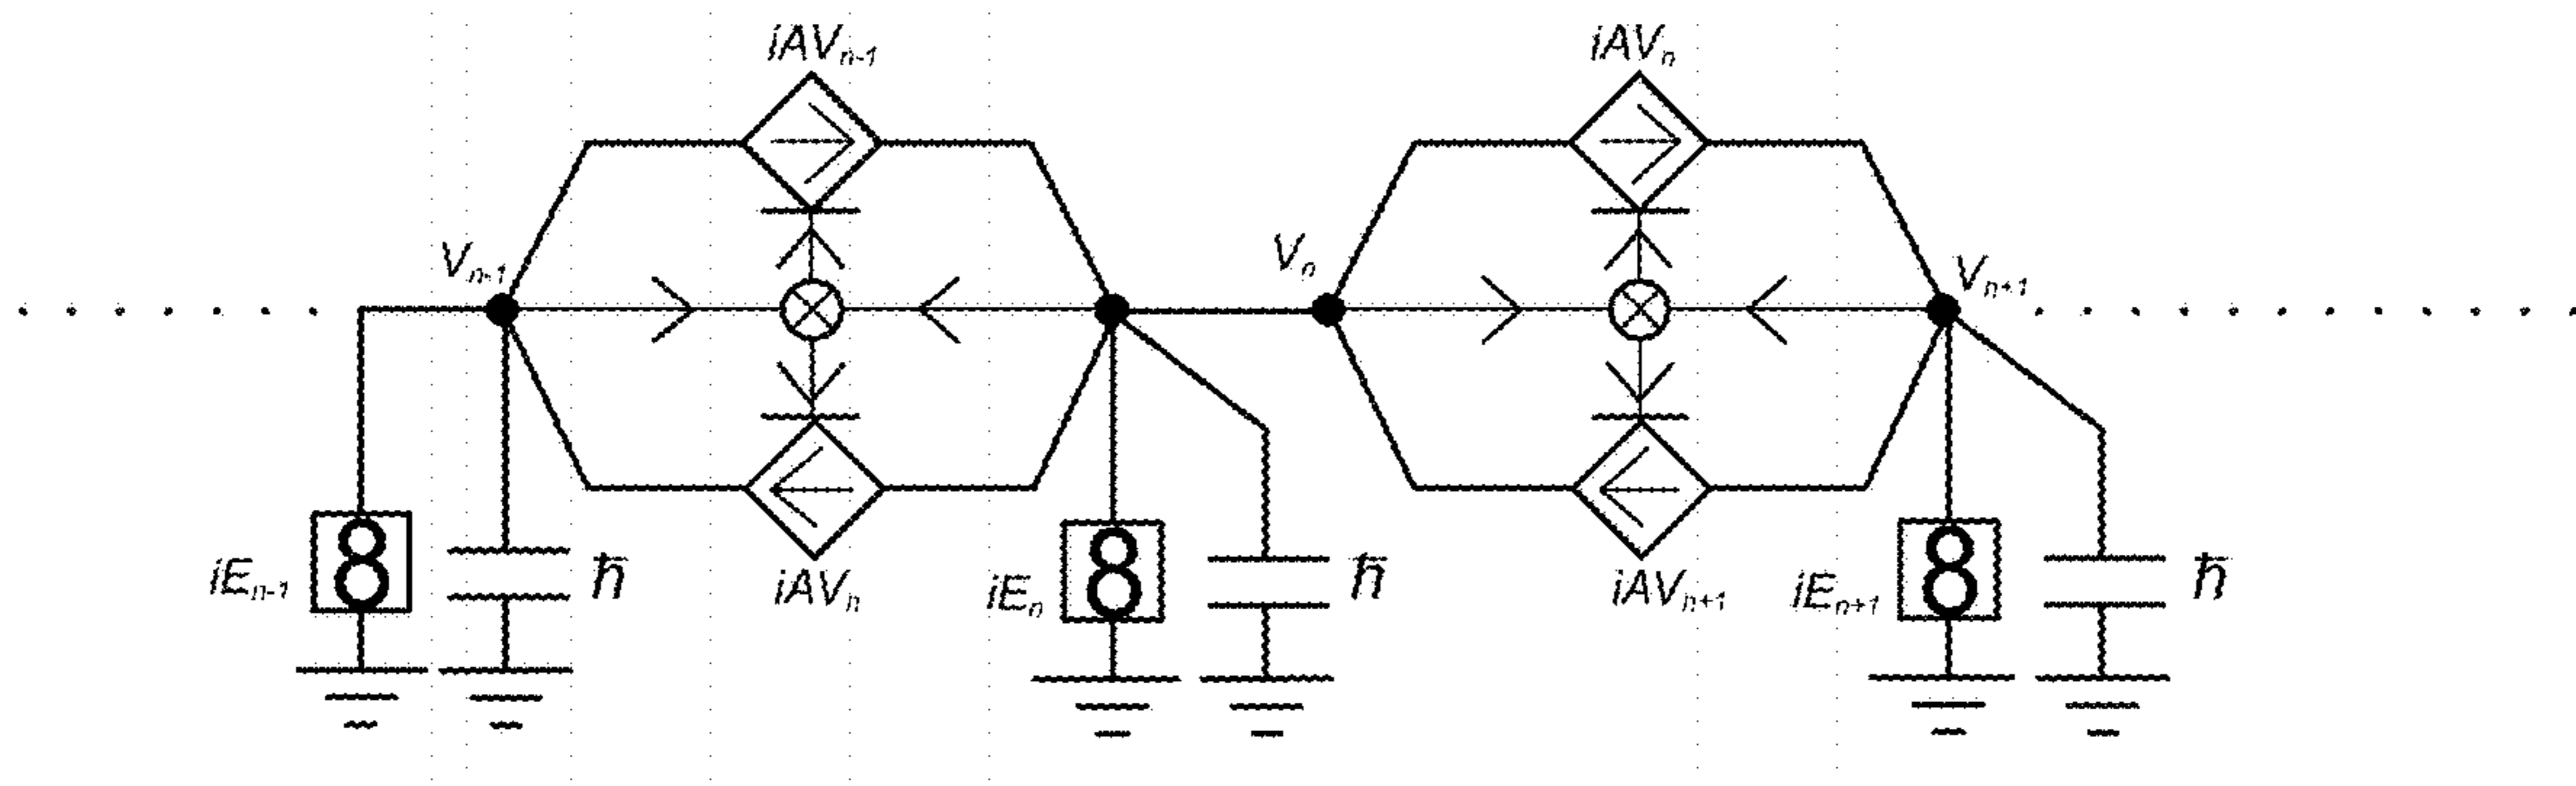 iAVn-1
iAVn
Vn-1
Vn
Vn+1
iEn-1
ħ
iAVn
iEn
ħ
iAVn+1
iEn+1
ħ